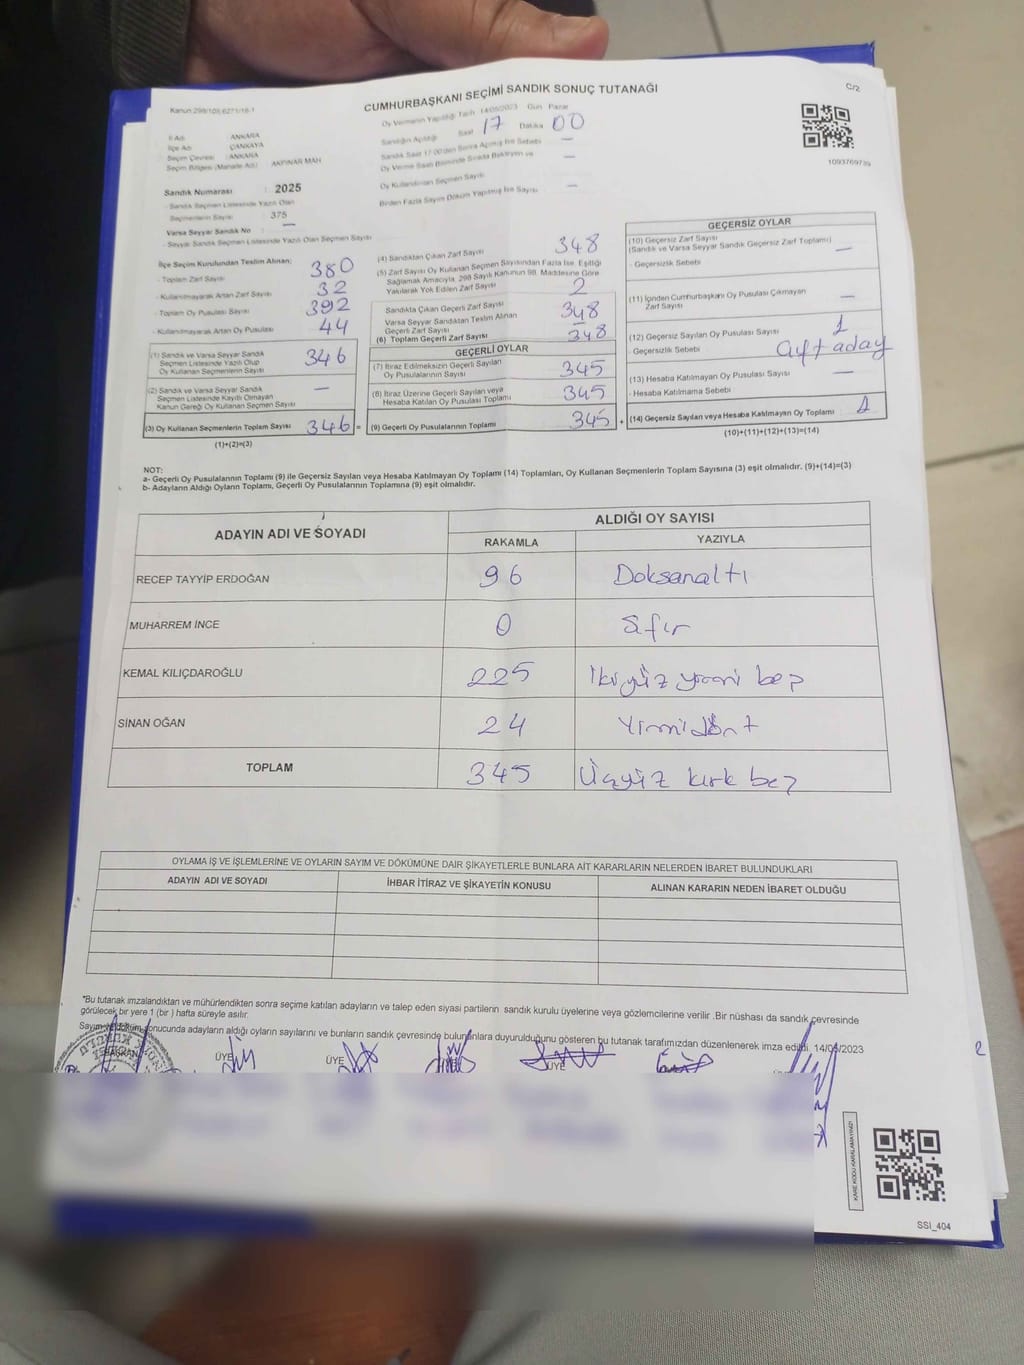 Kanun: 298/105, 6271/18-1
CUMHURBAŞKANI SEÇİMİ SANDIK SONUÇ TUTANAĞI
C/2
Oy Vermenin Yapıldığı Tarih 14/05/2023 Gün Pazar
İl Adı : ANKARA
İlçe Adı : ÇANKAYA
Seçim Çevresi : ANKARA
Seçim Bölgesi (Mahalle Adı) : AKPINAR MAH
Sandığın Açıldığı Saat 17 Dakika 00
Sandık Saat 17:00'den Sonra Açılmış İse Sebebi —
Oy Verme Saati Bitiminde Sırada Bekleyen ve
Oy Kullandırılan Seçmen Sayısı —
Birden Fazla Sayım Döküm Yapılmış İse Sayısı —
1093769739
Sandık Numarası : 2025
- Sandık Seçmen Listesinde Yazılı Olan
Seçmenlerin Sayısı : 375
Varsa Seyyar Sandık No : —
- Seyyar Sandık Seçmen Listesinde Yazılı Olan Seçmen Sayısı :
İlçe Seçim Kurulundan Teslim Alınan;
- Toplam Zarf Sayısı 380
- Kullanılmayarak Artan Zarf Sayısı 32
- Toplam Oy Pusulası Sayısı 392
- Kullanılmayarak Artan Oy Pusulası 44
(1) Sandık ve Varsa Seyyar Sandık
Seçmen Listesinde Yazılı Olup
Oy Kullanan Seçmenlerin Sayısı 346
(2) Sandık ve Varsa Seyyar Sandık
Seçmen Listesinde Kayıtlı Olmayan
Kanun Gereği Oy Kullanan Seçmen Sayısı —
(3) Oy Kullanan Seçmenlerin Toplam Sayısı 346 =
(1)+(2)=(3)
(4) Sandıktan Çıkan Zarf Sayısı 348
(5) Zarf Sayısı Oy Kullanan Seçmen Sayısından Fazla İse, Eşitliği
Sağlamak Amacıyla, 298 Sayılı Kanunun 98. Maddesine Göre
Yakılarak Yok Edilen Zarf Sayısı 2
Sandıkta Çıkan Geçerli Zarf Sayısı 348
Varsa Seyyar Sandıktan Teslim Alınan
Geçerli Zarf Sayısı —
(6) Toplam Geçerli Zarf Sayısı 348
GEÇERLİ OYLAR
(7) İtiraz Edilmeksizin Geçerli Sayılan
Oy Pusulalarının Sayısı 345
(8) İtiraz Üzerine Geçerli Sayılan veya
Hesaba Katılan Oy Pusulası Toplamı 345
(9) Geçerli Oy Pusulalarının Toplamı 345 +
GEÇERSİZ OYLAR
(10) Geçersiz Zarf Sayısı
(Sandık ve Varsa Seyyar Sandık Geçersiz Zarf Toplamı) —
- Geçersizlik Sebebi
(11) İçinden Cumhurbaşkanı Oy Pusulası Çıkmayan
Zarf Sayısı —
(12) Geçersiz Sayılan Oy Pusulası Sayısı 1
- Geçersizlik Sebebi çift aday
(13) Hesaba Katılmayan Oy Pusulası Sayısı —
- Hesaba Katılmama Sebebi
(14) Geçersiz Sayılan veya Hesaba Katılmayan Oy Toplamı 1
(10)+(11)+(12)+(13)=(14)
NOT:
a- Geçerli Oy Pusulalarının Toplamı (9) ile Geçersiz Sayılan veya Hesaba Katılmayan Oy Toplamı (14) Toplamları, Oy Kullanan Seçmenlerin Toplam Sayısına (3) eşit olmalıdır. (9)+(14)=(3)
b- Adayların Aldığı Oyların Toplamı, Geçerli Oy Pusulalarının Toplamına (9) eşit olmalıdır.
ADAYIN ADI VE SOYADI
ALDIĞI OY SAYISI
RAKAMLA YAZIYLA
RECEP TAYYİP ERDOĞAN 96 Doksanaltı
MUHARREM İNCE 0 Sıfır
KEMAL KILIÇDAROĞLU 225 İkiyüz yirmi beş
SİNAN OĞAN 24 Yirmidört
TOPLAM 345 Üçyüz kırk beş
OYLAMA İŞ VE İŞLEMLERİNE VE OYLARIN SAYIM VE DÖKÜMÜNE DAİR ŞİKAYETLERLE BUNLARA AİT KARARLARIN NELERDEN İBARET BULUNDUKLARI
ADAYIN ADI VE SOYADI İHBAR İTİRAZ VE ŞİKAYETİN KONUSU ALINAN KARARIN NEDEN İBARET OLDUĞU
*Bu tutanak imzalandıktan ve mühürlendikten sonra seçime katılan adayların ve talep eden siyasi partilerin sandık kurulu üyelerine veya gözlemcilerine verilir .Bir nüshası da sandık çevresinde
görülecek bir yere 1 (bir ) hafta süreyle asılır.
Sayım ve döküm sonucunda adayların aldığı oyların sayılarını ve bunların sandık çevresinde bulunanlara duyurulduğunu gösteren bu tutanak tarafımızdan düzenlenerek imza edildi. 14/05/2023
BAŞKAN ÜYE ÜYE ÜYE ÜYE
KARE KODU KARALAMAYINIZ!
SSİ_404